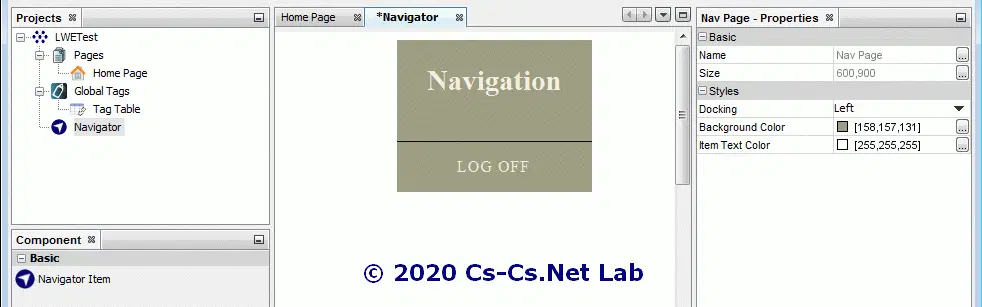 Projects
LWETest
Pages
Home Page
Global Tags
Tag Table
Navigator
Component
Basic
Navigator Item
Home Page
*Navigator
Navigation
LOG OFF
© 2020 Cs-Cs.Net Lab
Nav Page - Properties
Basic
Name Nav Page ...
Size 600,900 ...
Styles
Docking Left
Background Color [158,157,131] ...
Item Text Color [255,255,255] ...